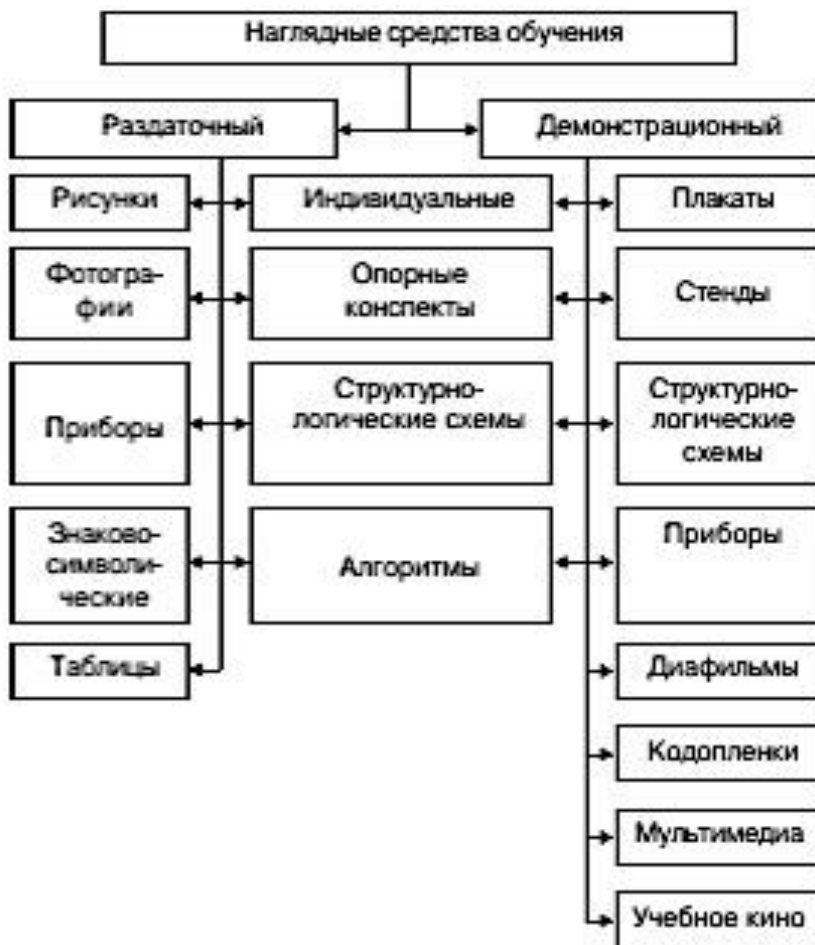 Наглядные средства обучения
Раздаточный
Демонстрационный
Рисунки
Индивидуальные
Плакаты
Фотогра-
фии
Опорные
конспекты
Стенды
Приборы
Структурно-
логические схемы
Структурно-
логические
схемы
Знаково-
символи-
ческие
Алгоритмы
Приборы
Таблицы
Диафильмы
Кодопленки
Мультимедиа
Учебное кино